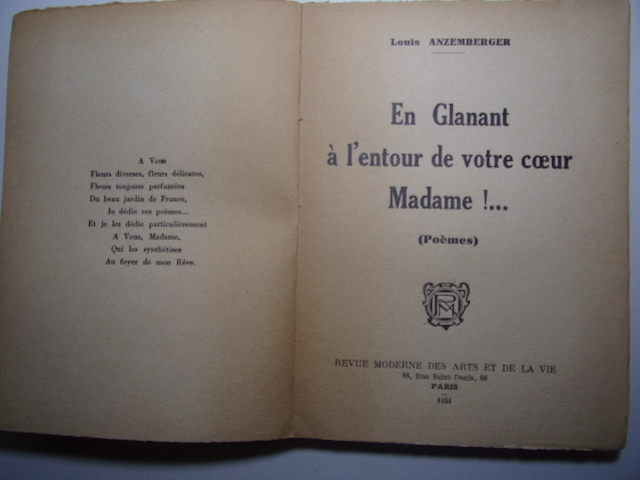 A Vous
Fleurs diverses, fleurs délicates,
Fleurs toujours parfumées
Du beau jardin de France,
Je dédie ces poèmes...
Et je les dédie particulièrement
A Vous, Madame,
Qui les synthétisez
Au foyer de mon Rêve.
Louis ANZEMBERGER
En Glanant
à l'entour de votre cœur
Madame !...
(Poèmes)
REVUE MODERNE DES ARTS ET DE LA VIE
88, Rue Saint-Denis, 88
PARIS
1934